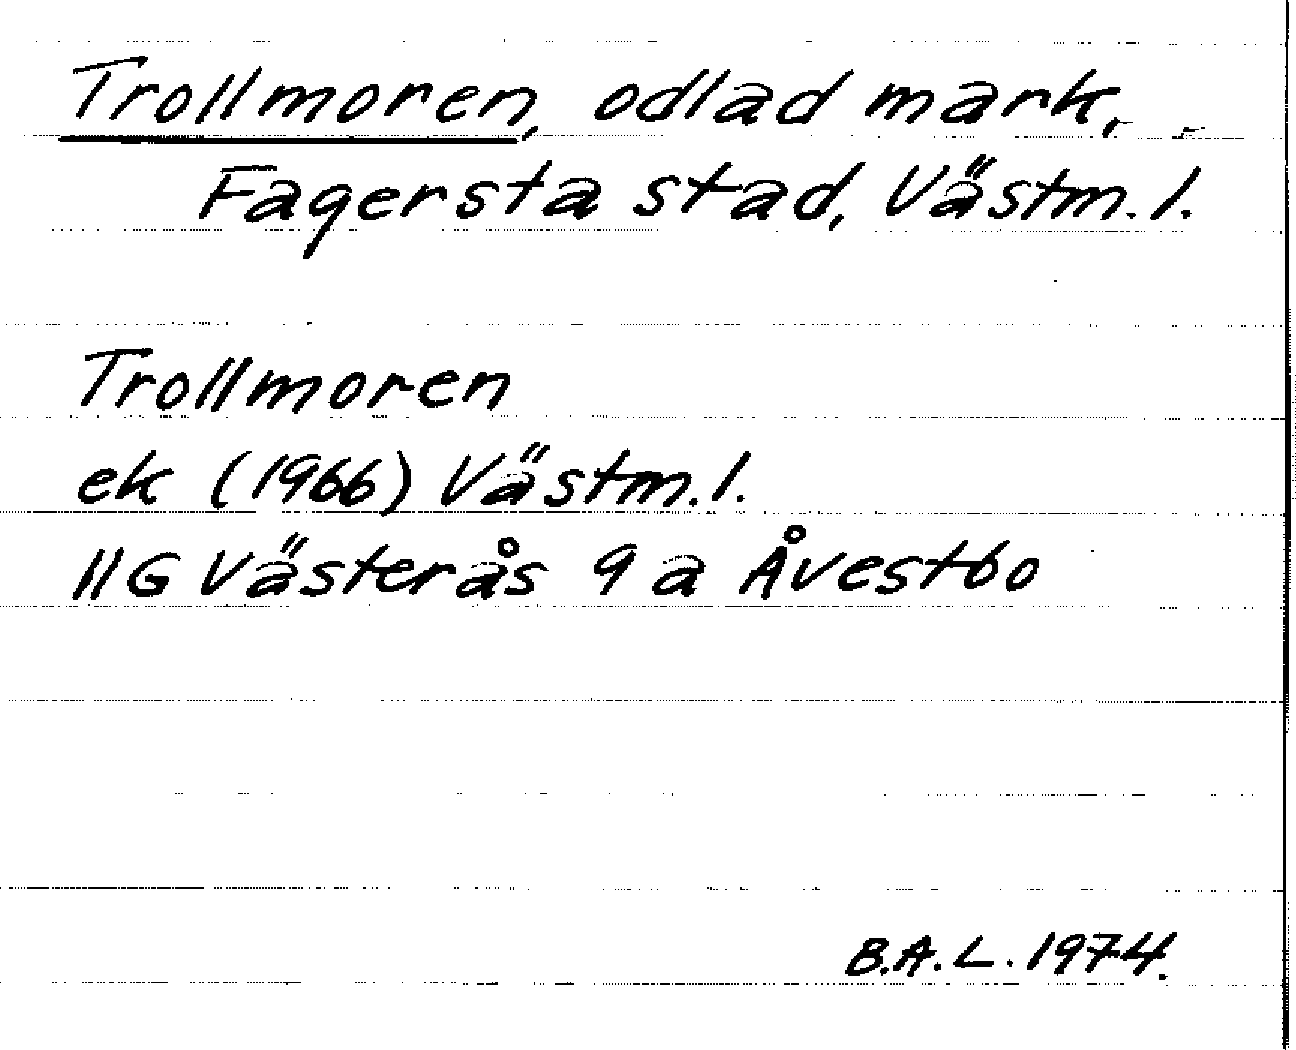 Trollmoren, odlad mark,
Fagersta stad, Västm. l.
Trollmoren
ek (1966) Västm. l.
11G Västerås 9 a Åvestbo
B.A.L. 1974.